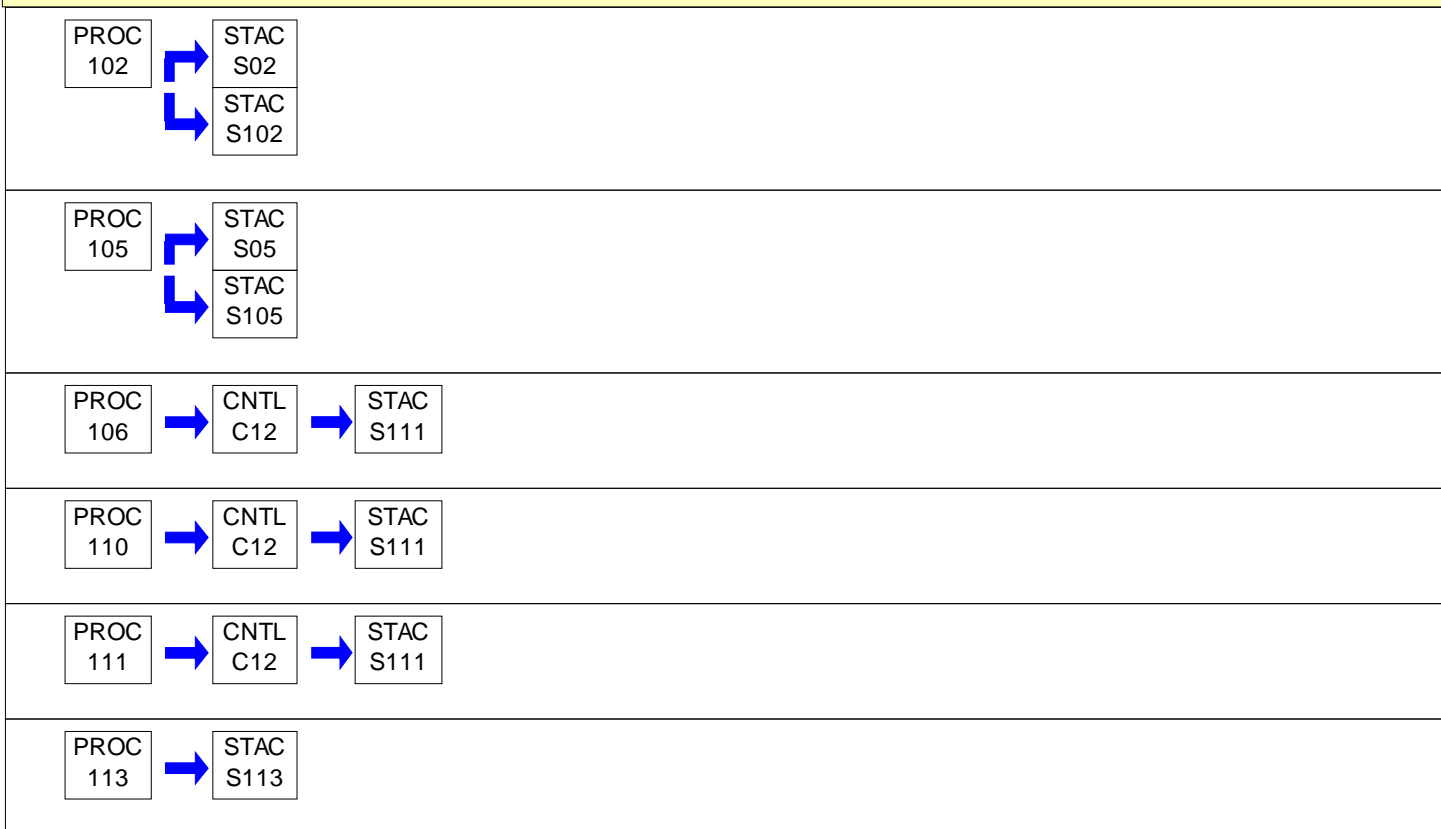 PROC
102
STAC
S02
STAC
S102
PROC
105
STAC
S05
STAC
S105
PROC
106
CNTL
C12
STAC
S111
PROC
110
CNTL
C12
STAC
S111
PROC
111
CNTL
C12
STAC
S111
PROC
113
STAC
S113